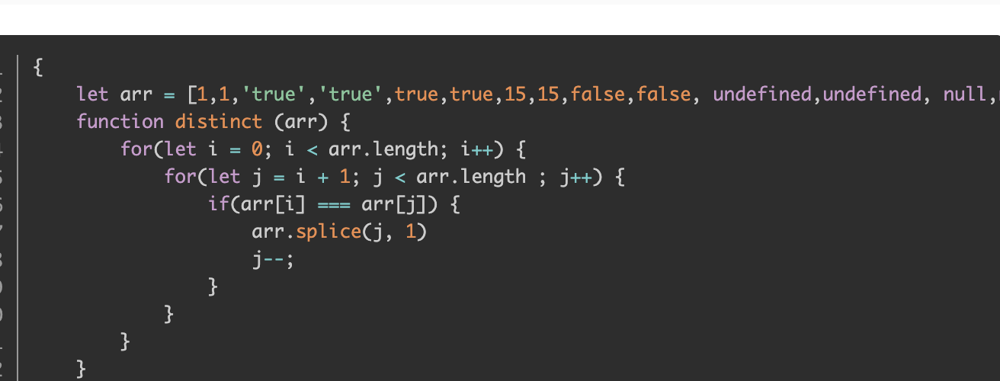 {
    let arr = [1,1,'true','true',true,true,15,15,false,false, undefined,undefined, null,
    function distinct (arr) {
        for(let i = 0; i < arr.length; i++) {
            for(let j = i + 1; j < arr.length ; j++) {
                if(arr[i] === arr[j]) {
                    arr.splice(j, 1)
                    j--;
                }
            }
        }
    }